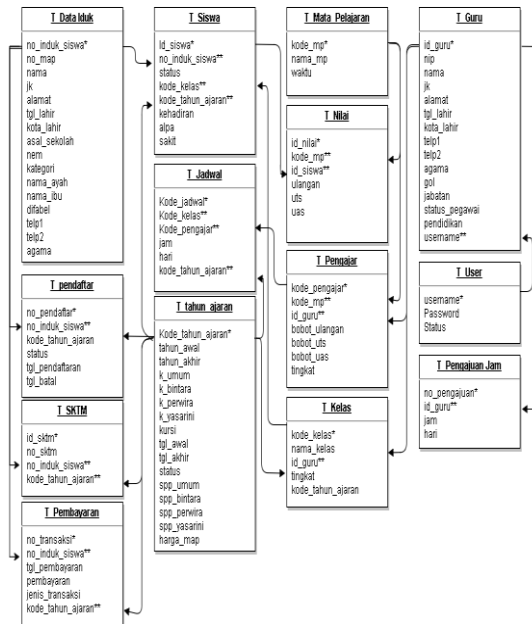 T_Data Iduk
no_induk_siswa*
no_map
nama
jk
alamat
tgl_lahir
kota_lahir
asal_sekolah
nem
kategori
nama_ayah
nama_ibu
difabel
telp1
telp2
agama
T_pendaftar
no_pendaftar*
no_induk_siswa**
kode_tahun_ajaran
status
tgl_pendaftaran
tgl_batal
T_SKTM
id_sktm*
no_sktm
no_induk_siswa**
kode_tahun_ajaran**
T_Pembayaran
no_transaksi*
no_induk_siswa**
tgl_pembayaran
pembayaran
jenis_transaksi
kode_tahun_ajaran**
T_Siswa
Id_siswa*
no_induk_siswa**
status
kode_kelas**
kode_tahun_ajaran**
kehadiran
alpa
sakit
T_Jadwal
Kode_jadwal*
Kode_kelas**
Kode_pengajar**
jam
hari
kode_tahun_ajaran**
T_tahun_ajaran
Kode_tahun_ajaran*
tahun_awal
tahun_akhir
k_umum
k_bintara
k_perwira
k_yasarini
kursi
tgl_awal
tgl_akhir
status
spp_umum
spp_bintara
spp_perwira
spp_yasarini
harga_map
T_Mata_Pelajaran
kode_mp*
nama_mp
waktu
T_Nilai
id_nilai*
kode_mp**
id_siswa**
ulangan
uts
uas
T_Pengajar
kode_pengajar*
kode_mp**
id_guru**
bobot_ulangan
bobot_uts
bobot_uas
tingkat
T_Kelas
kode_kelas*
nama_kelas
id_guru**
tingkat
kode_tahun_ajaran
T_Guru
id_guru*
nip
nama
jk
alamat
tgl_lahir
kota_lahir
telp1
telp2
agama
gol
jabatan
status_pegawai
pendidikan
username**
T_User
username*
Password
Status
T_Pengajuan Jam
no_pengajuan*
id_guru**
jam
hari